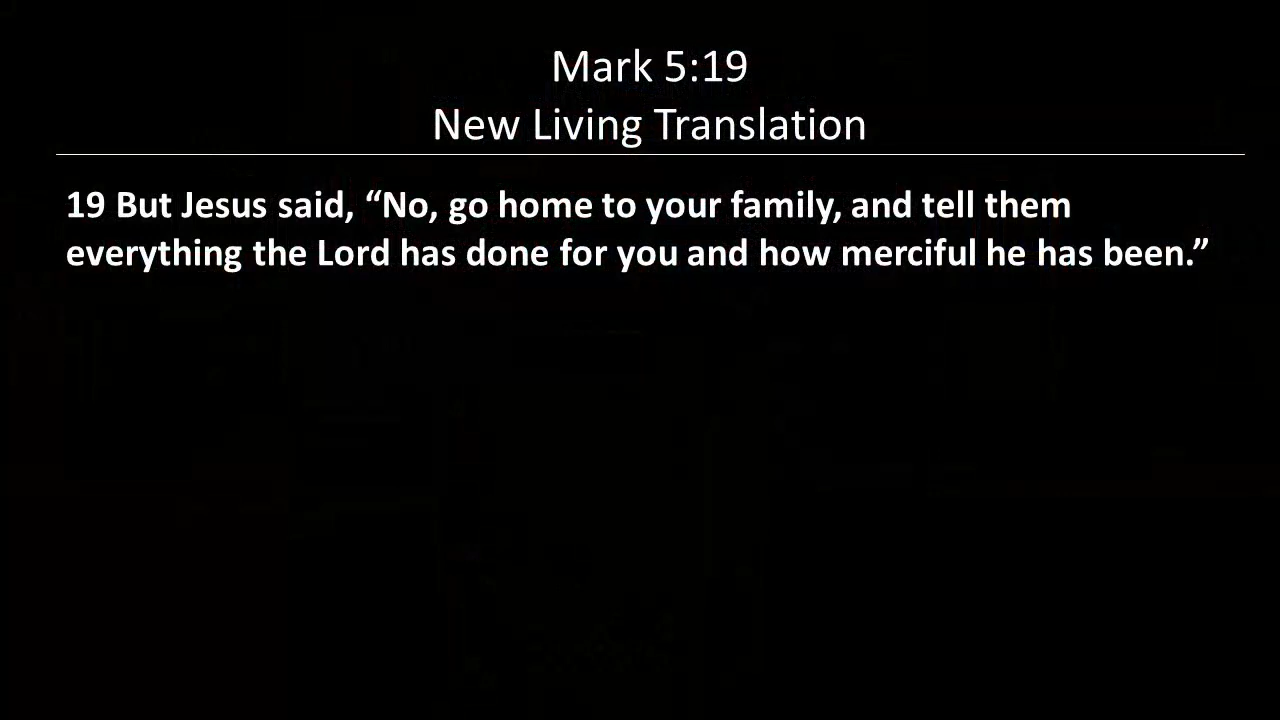 Mark 5:19
New Living Translation
19 But Jesus said, “No, go home to your family, and tell them
everything the Lord has done for you and how merciful he has been.”